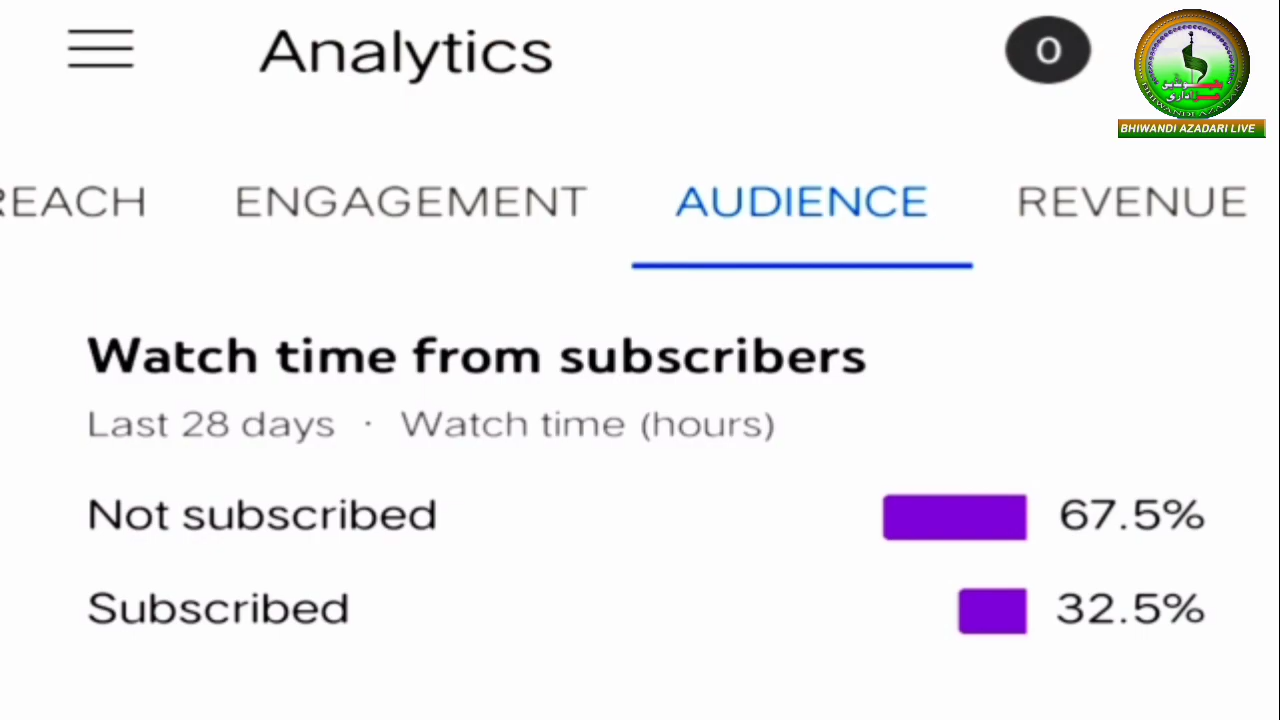 Analytics
0
BHIWANDI AZADARI LIVE
REACH ENGAGEMENT AUDIENCE REVENUE
Watch time from subscribers
Last 28 days · Watch time (hours)
Not subscribed 67.5%
Subscribed 32.5%